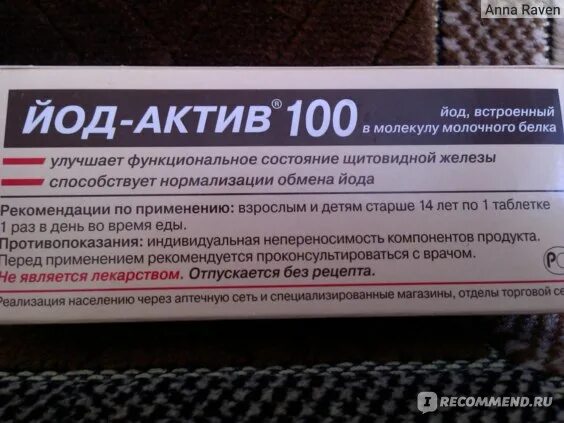 Anna Raven
ЙОД-АКТИВ® 100
йод, встроенный
в молекулу молочного белка
улучшает функциональное состояние щитовидной железы
способствует нормализации обмена йода
Рекомендации по применению: взрослым и детям старше 14 лет по 1 таблетке
1 раз в день во время еды.
Противопоказания: индивидуальная непереносимость компонентов продукта.
Перед применением рекомендуется проконсультироваться с врачом.
Не является лекарством. Отпускается без рецепта.
Реализация населению через аптечную сеть и специализированные магазины, отделы торговой
IRECOMMEND.RU